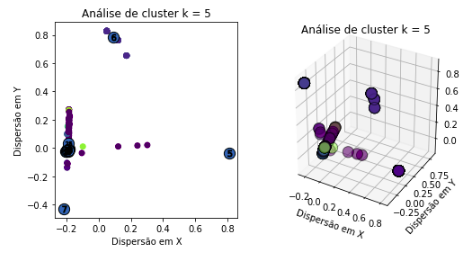 Análise de cluster k = 5
Dispersão em Y
0.8
0.6
0.4
0.2
0.0
−0.2
−0.4
6
5
7
−0.2 0.0 0.2 0.4 0.6 0.8
Dispersão em X
Análise de cluster k = 5
0.8
0.6
0.4
0.2
0.0
−0.2 0.0 0.2 0.4 0.6 0.8
Dispersão em X
0.75
0.50
0.25
0.00
−0.25
Dispersão em Y